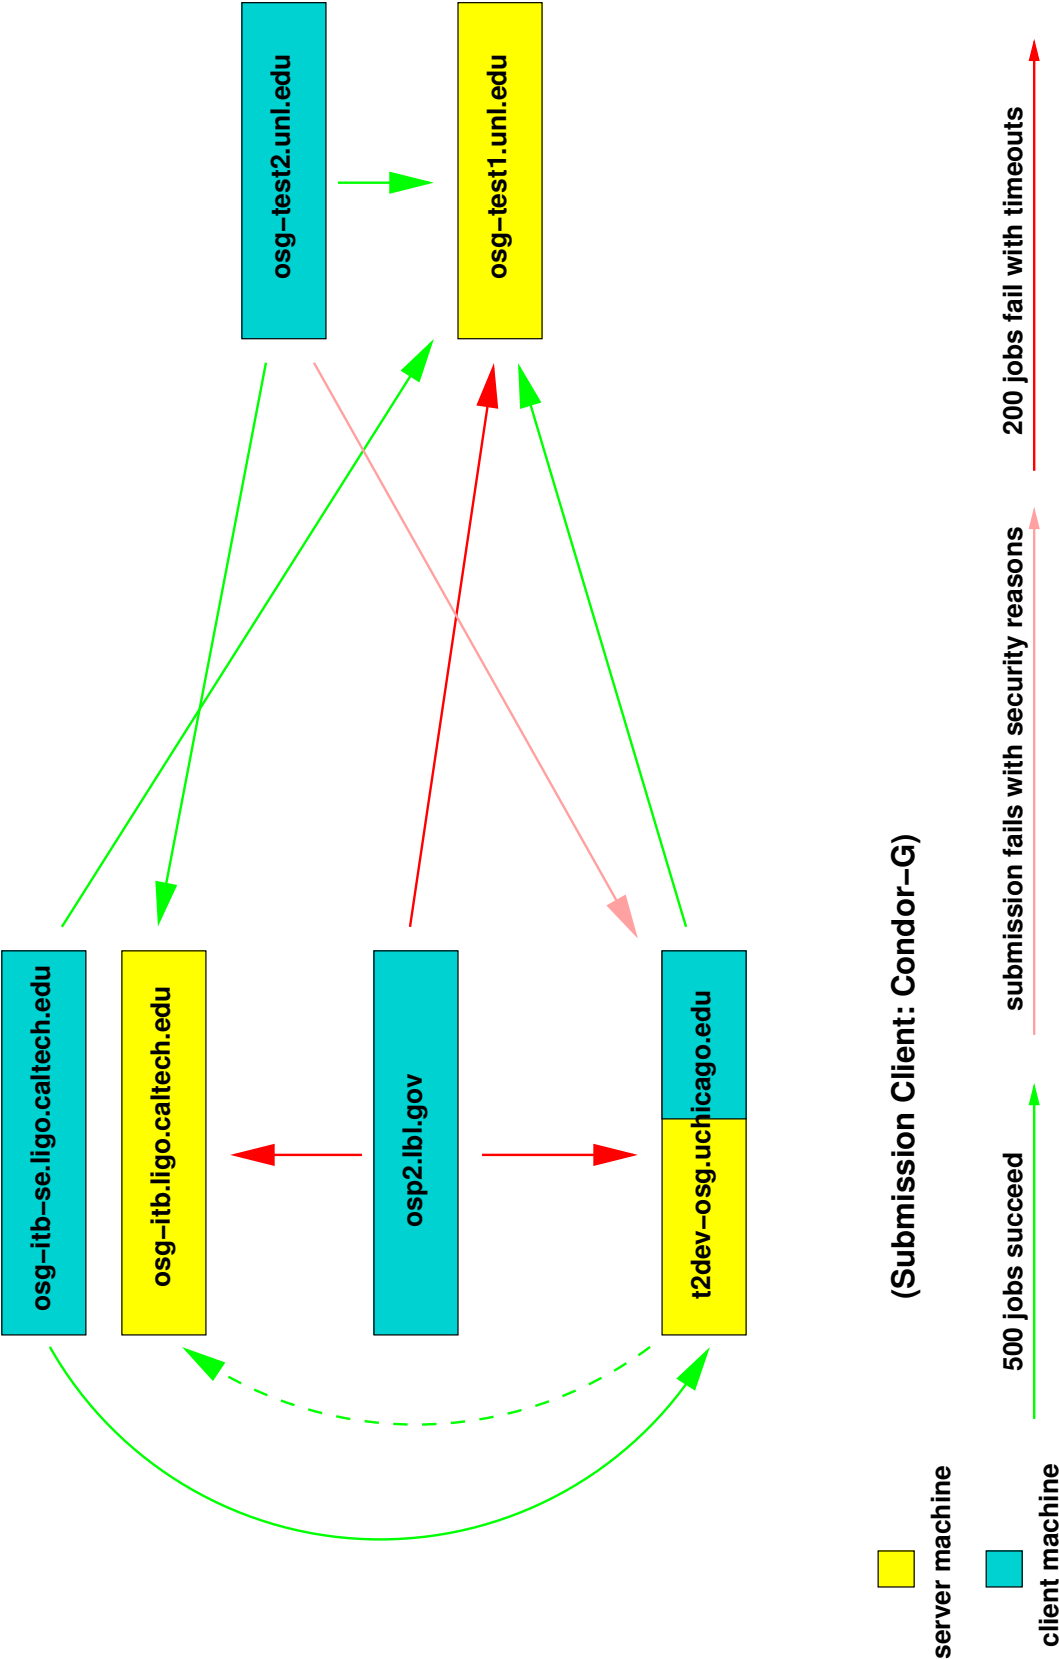 osg−itb−se.ligo.caltech.edu
osg−itb.ligo.caltech.edu
osp2.lbl.gov
t2dev−osg.uchicago.edu
osg−test2.unl.edu
osg−test1.unl.edu
(Submission Client: Condor−G)
server machine
client machine
500 jobs succeed
submission fails with security reasons
200 jobs fail with timeouts